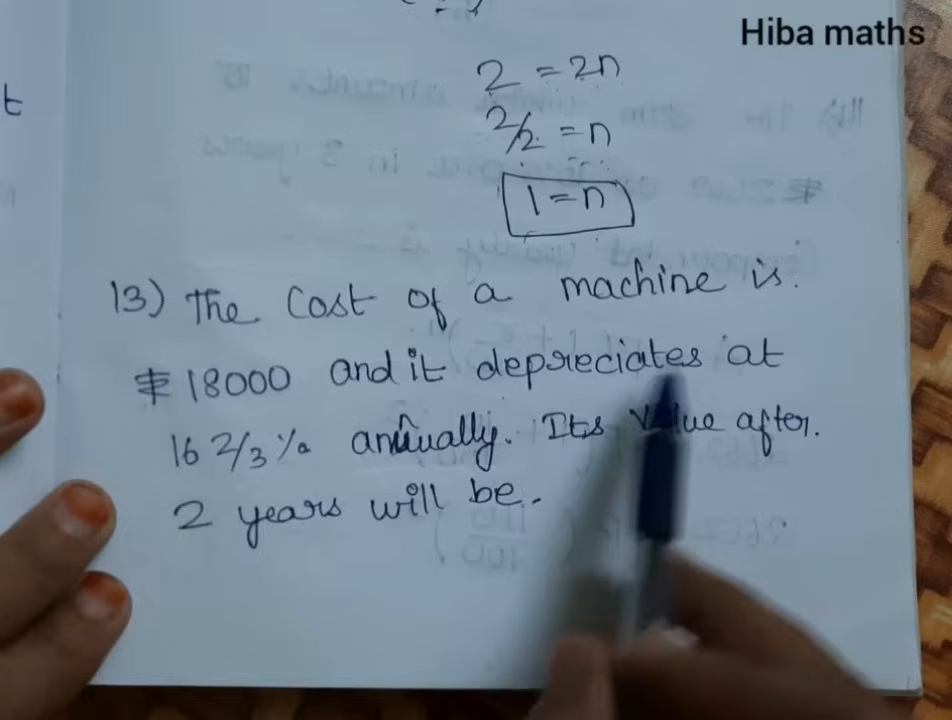 Hiba maths
t
2 = 2n
2/2 = n
1 = n
13) The Cost of a machine is.
₹ 18000 and it depreciates at
16 2/3 % annually. Its Value after.
2 years will be.